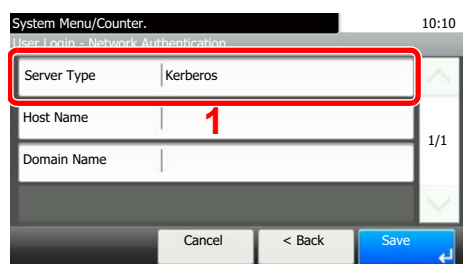 System Menu/Counter. 10:10
User Login - Network Authentication
Server Type Kerberos
Host Name 1
1/1
Domain Name
Cancel < Back Save